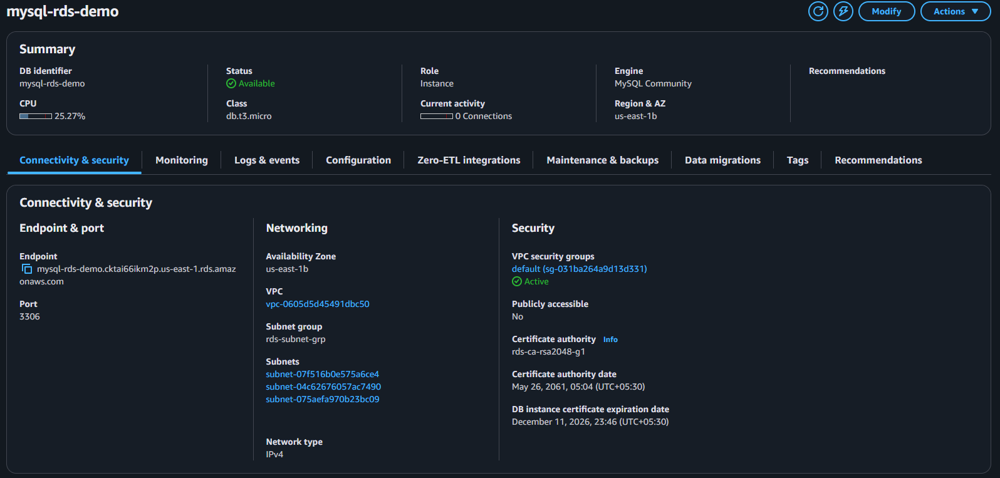 mysql-rds-demo
Modify
Actions
Summary
DB identifier
mysql-rds-demo
Status
Available
Role
Instance
Engine
MySQL Community
Recommendations
CPU
25.27%
Class
db.t3.micro
Current activity
0 Connections
Region & AZ
us-east-1b
Connectivity & security
Monitoring
Logs & events
Configuration
Zero-ETL integrations
Maintenance & backups
Data migrations
Tags
Recommendations
Connectivity & security
Endpoint & port
Endpoint
mysql-rds-demo.cktai66ikm2p.us-east-1.rds.amaz
onaws.com
Port
3306
Networking
Availability Zone
us-east-1b
VPC
vpc-0605d5d45491dbc50
Subnet group
rds-subnet-grp
Subnets
subnet-07f516b0e575a6ce4
subnet-04c62676057ac7490
subnet-075aefa970b23bc09
Network type
IPv4
Security
VPC security groups
default (sg-031ba264a9d13d331)
Active
Publicly accessible
No
Certificate authority Info
rds-ca-rsa2048-g1
Certificate authority date
May 26, 2061, 05:04 (UTC+05:30)
DB instance certificate expiration date
December 11, 2026, 23:46 (UTC+05:30)